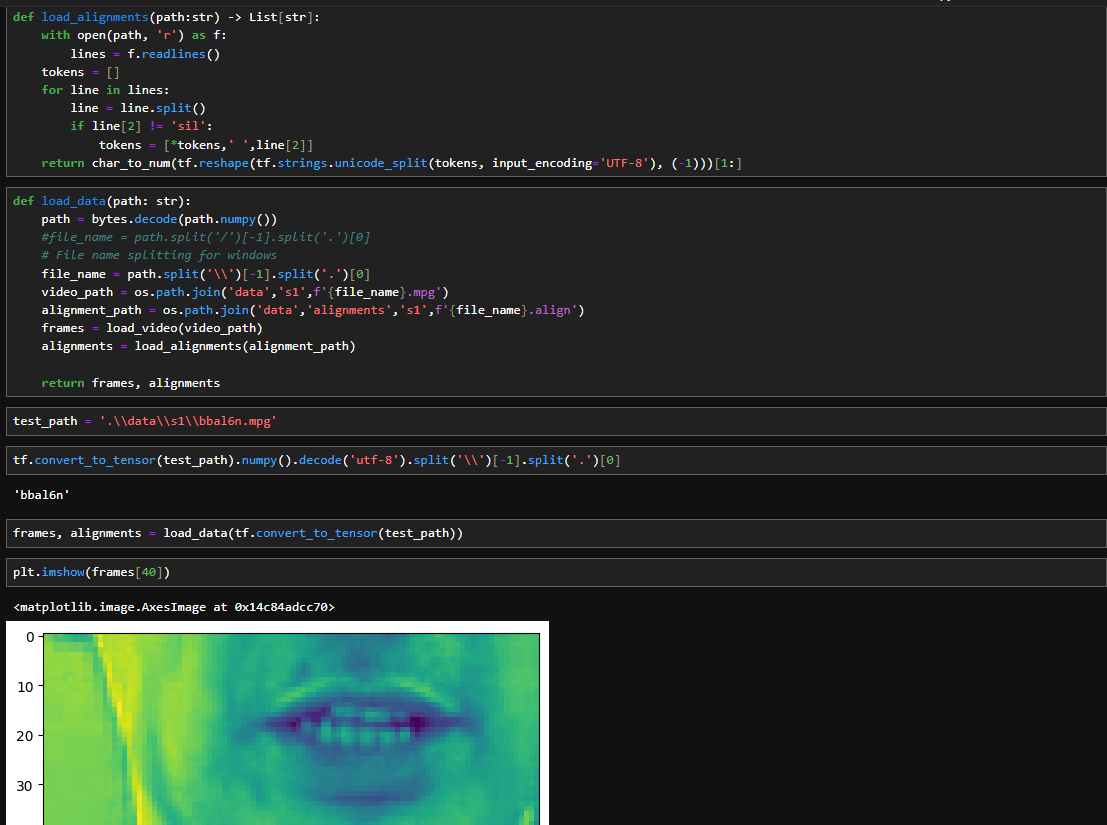 def load_alignments(path:str) -> List[str]:
    with open(path, 'r') as f:
        lines = f.readlines()
    tokens = []
    for line in lines:
        line = line.split()
        if line[2] != 'sil':
            tokens = [*tokens,' ',line[2]]
    return char_to_num(tf.reshape(tf.strings.unicode_split(tokens, input_encoding='UTF-8'), (-1)))[1:]
def load_data(path: str):
    path = bytes.decode(path.numpy())
    #file_name = path.split('/')[-1].split('.')[0]
    # File name splitting for windows
    file_name = path.split('\\')[-1].split('.')[0]
    video_path = os.path.join('data','s1',f'{file_name}.mpg')
    alignment_path = os.path.join('data','alignments','s1',f'{file_name}.align')
    frames = load_video(video_path)
    alignments = load_alignments(alignment_path)
    return frames, alignments
test_path = '.\\data\\s1\\bbal6n.mpg'
tf.convert_to_tensor(test_path).numpy().decode('utf-8').split('\\')[-1].split('.')[0]
'bbal6n'
frames, alignments = load_data(tf.convert_to_tensor(test_path))
plt.imshow(frames[40])
<matplotlib.image.AxesImage at 0x14c84adcc70>
0
10
20
30